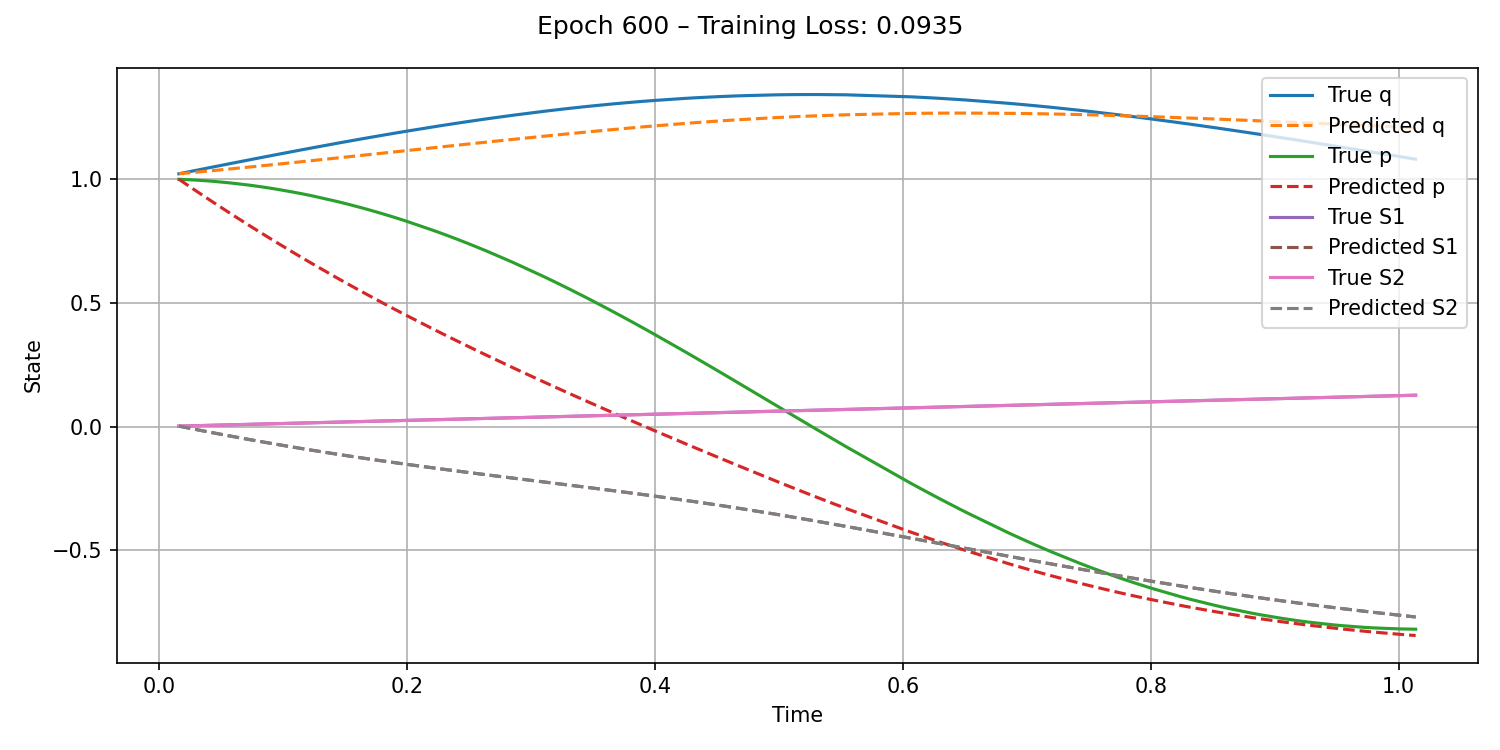 Epoch 600 – Training Loss: 0.0935
True q
Predicted q
True p
Predicted p
True S1
Predicted S1
True S2
Predicted S2
State
1.0
0.5
0.0
−0.5
0.0
0.2
0.4
0.6
0.8
1.0
Time